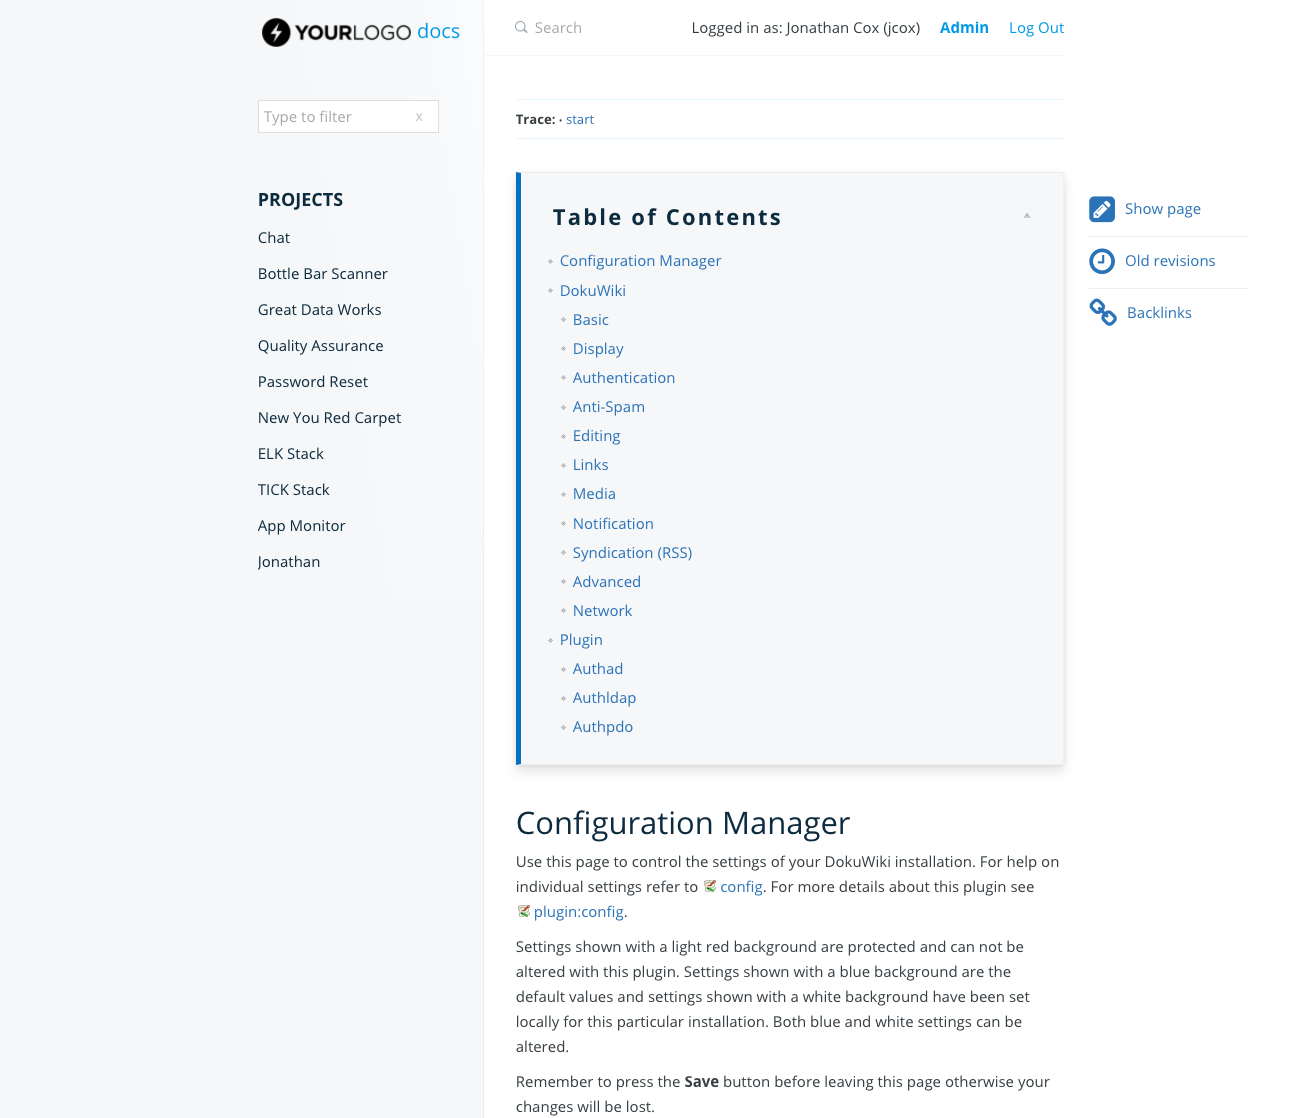 YOURLOGO docs
Search
Logged in as: Jonathan Cox (jcox)
Admin
Log Out
Type to filter
x
PROJECTS
Chat
Bottle Bar Scanner
Great Data Works
Quality Assurance
Password Reset
New You Red Carpet
ELK Stack
TICK Stack
App Monitor
Jonathan
Trace: • start
Table of Contents
Configuration Manager
DokuWiki
Basic
Display
Authentication
Anti-Spam
Editing
Links
Media
Notification
Syndication (RSS)
Advanced
Network
Plugin
Authad
Authldap
Authpdo
Show page
Old revisions
Backlinks
Configuration Manager
Use this page to control the settings of your DokuWiki installation. For help on
individual settings refer to config. For more details about this plugin see
plugin:config.
Settings shown with a light red background are protected and can not be
altered with this plugin. Settings shown with a blue background are the
default values and settings shown with a white background have been set
locally for this particular installation. Both blue and white settings can be
altered.
Remember to press the Save button before leaving this page otherwise your
changes will be lost.